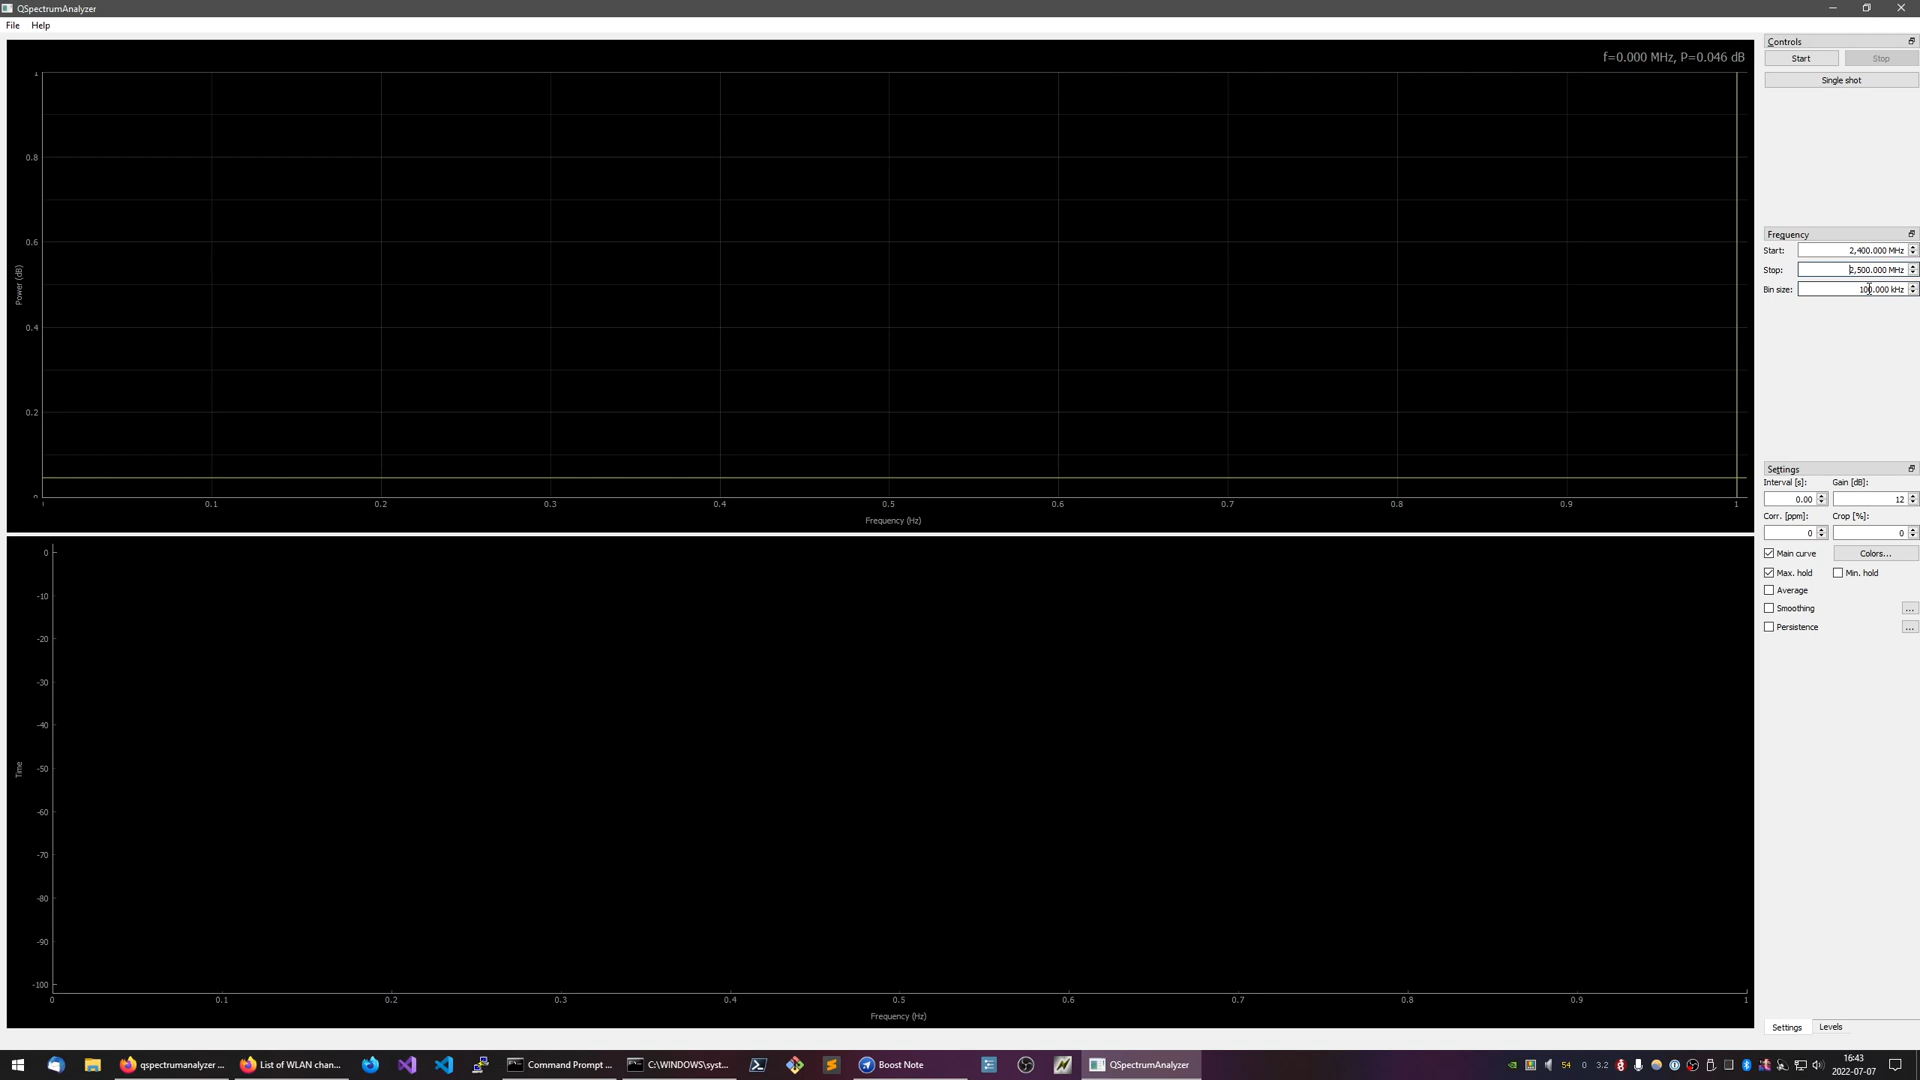 QSpectrumAnalyzer
File Help
f=0.000 MHz, P=0.046 dB
1
0.8
0.6
0.4
0.2
0
Power (dB)
0.1 0.2 0.3 0.4 0.5 0.6 0.7 0.8 0.9 1
Frequency (Hz)
0
-10
-20
-30
-40
-50
-60
-70
-80
-90
-100
Time
0 0.1 0.2 0.3 0.4 0.5 0.6 0.7 0.8 0.9 1
Frequency (Hz)
Controls
Start Stop
Single shot
Frequency
Start: 2,400.000 MHz
Stop: 2,500.000 MHz
Bin size: 100.000 kHz
Settings
Interval [s]: Gain [dB]:
0.00 12
Corr. [ppm]: Crop [%]:
0 0
Main curve Colors...
Max. hold Min. hold
Average
Smoothing ...
Persistence ...
Settings Levels
qspectrumanalyzer ... List of WLAN chan... Command Prompt ... C:\WINDOWS\syst... Boost Note QSpectrumAnalyzer
54 0 3.2
16:43
2022-07-07